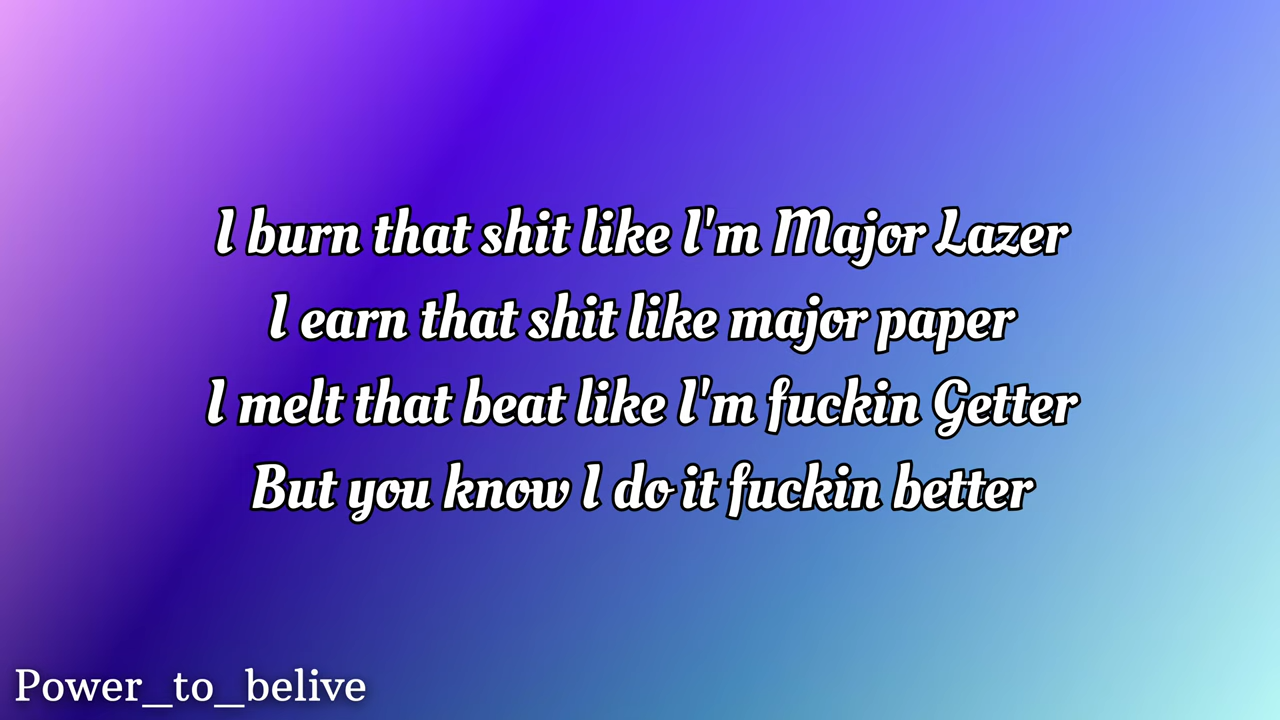 I burn that shit like I'm Major Lazer
I earn that shit like major paper
I melt that beat like I'm fuckin Getter
But you know I do it fuckin better
Power_to_belive